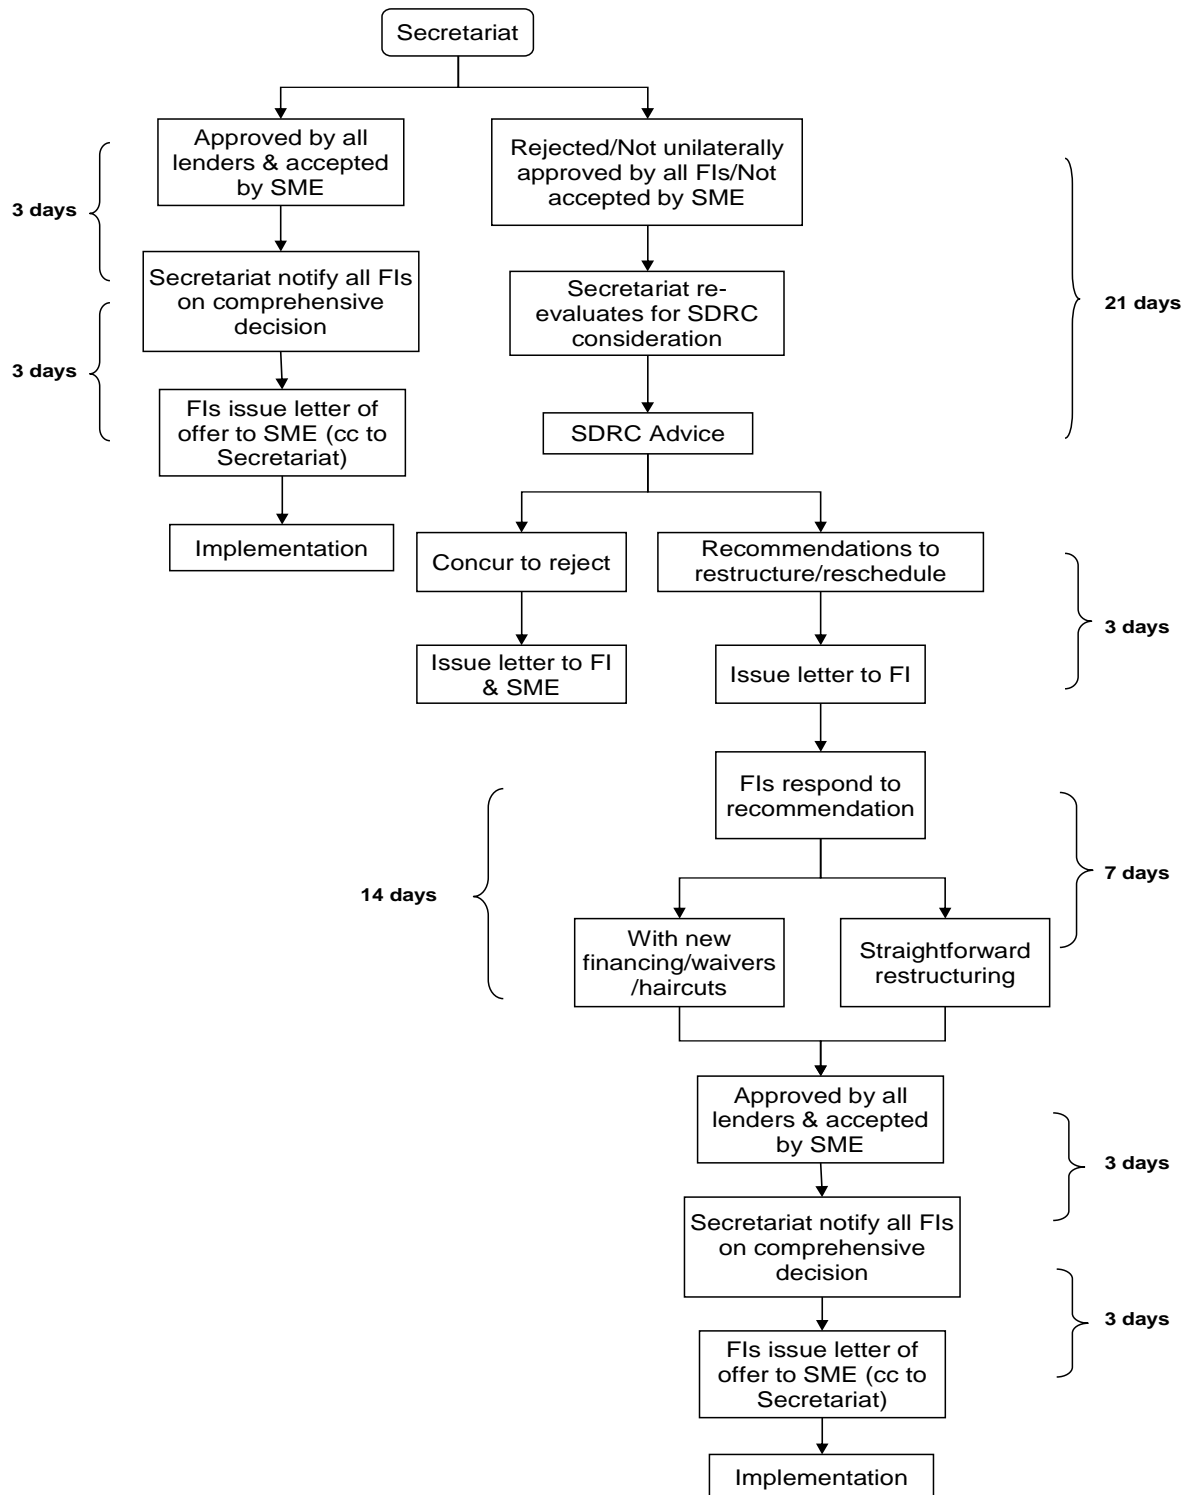 Secretariat
Approved by all
lenders & accepted
by SME
Rejected/Not unilaterally
approved by all FIs/Not
accepted by SME
3 days
Secretariat notify all FIs
on comprehensive
decision
Secretariat re-
evaluates for SDRC
consideration
21 days
3 days
FIs issue letter of
offer to SME (cc to
Secretariat)
SDRC Advice
Implementation
Concur to reject
Recommendations to
restructure/reschedule
3 days
Issue letter to FI
& SME
Issue letter to FI
FIs respond to
recommendation
14 days
7 days
With new
financing/waivers
/haircuts
Straightforward
restructuring
Approved by all
lenders & accepted
by SME
3 days
Secretariat notify all FIs
on comprehensive
decision
3 days
FIs issue letter of
offer to SME (cc to
Secretariat)
Implementation